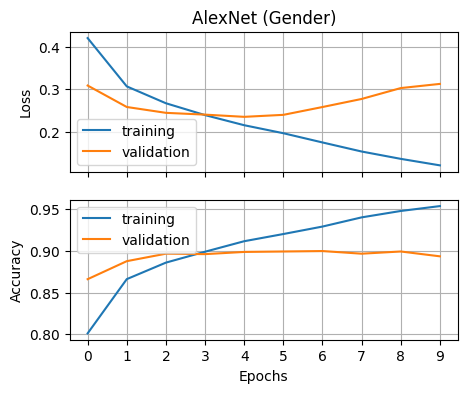 AlexNet (Gender)
0.4
0.3
0.2
Loss
training
validation
0.95
0.90
0.85
0.80
Accuracy
training
validation
0 1 2 3 4 5 6 7 8 9
Epochs